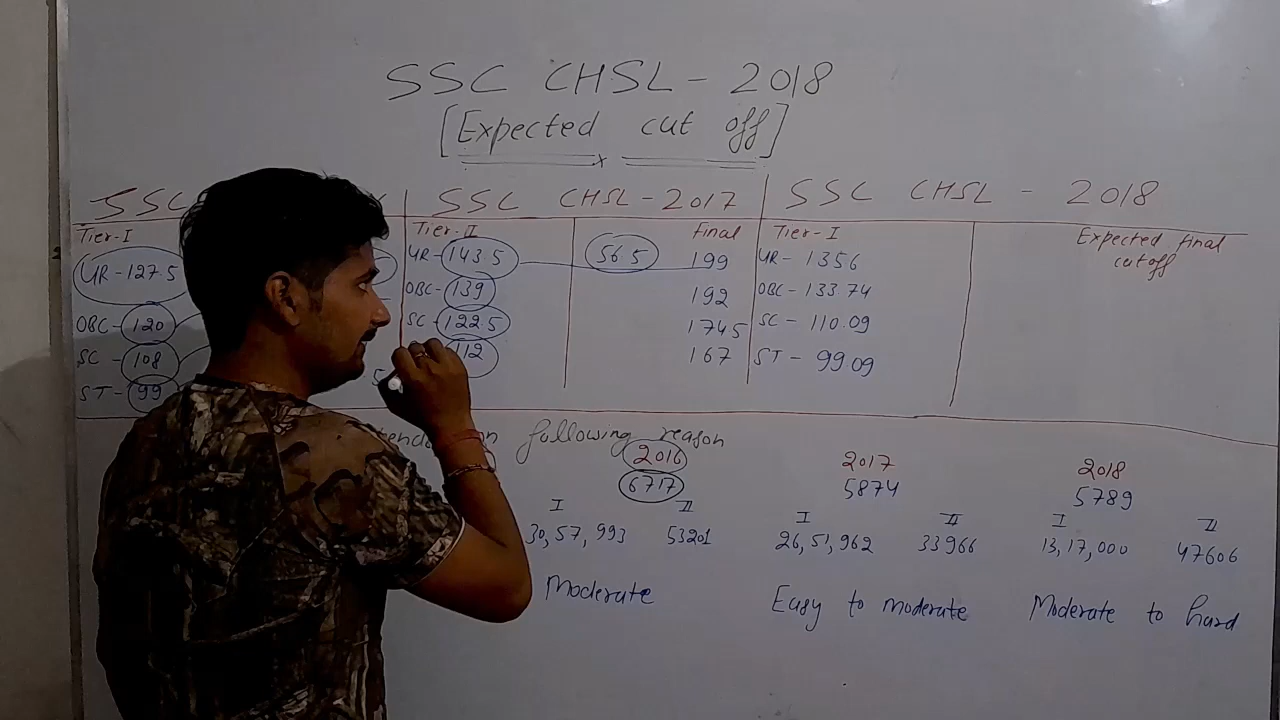 SSC CHSL - 2018
[Expected cut off]
SSC
SSC CHSL-2017
SSC CHSL - 2018
Tier-I
UR-127.5
OBC-120
SC-108
ST-99
Tier-II
UR-143.5
OBC-139
SC-122.5
112
56.5
final
199
192
174.5
167
Tier-I
UR-135.6
OBC-133.74
SC-110.09
ST-99.09
Expected final
cutoff
following reason
2016 2017 2018
6717 5874 5789
I II I II I II
30,57,993 53201 26,51,962 33966 13,17,000 47606
Moderate Easy to moderate Moderate to hard